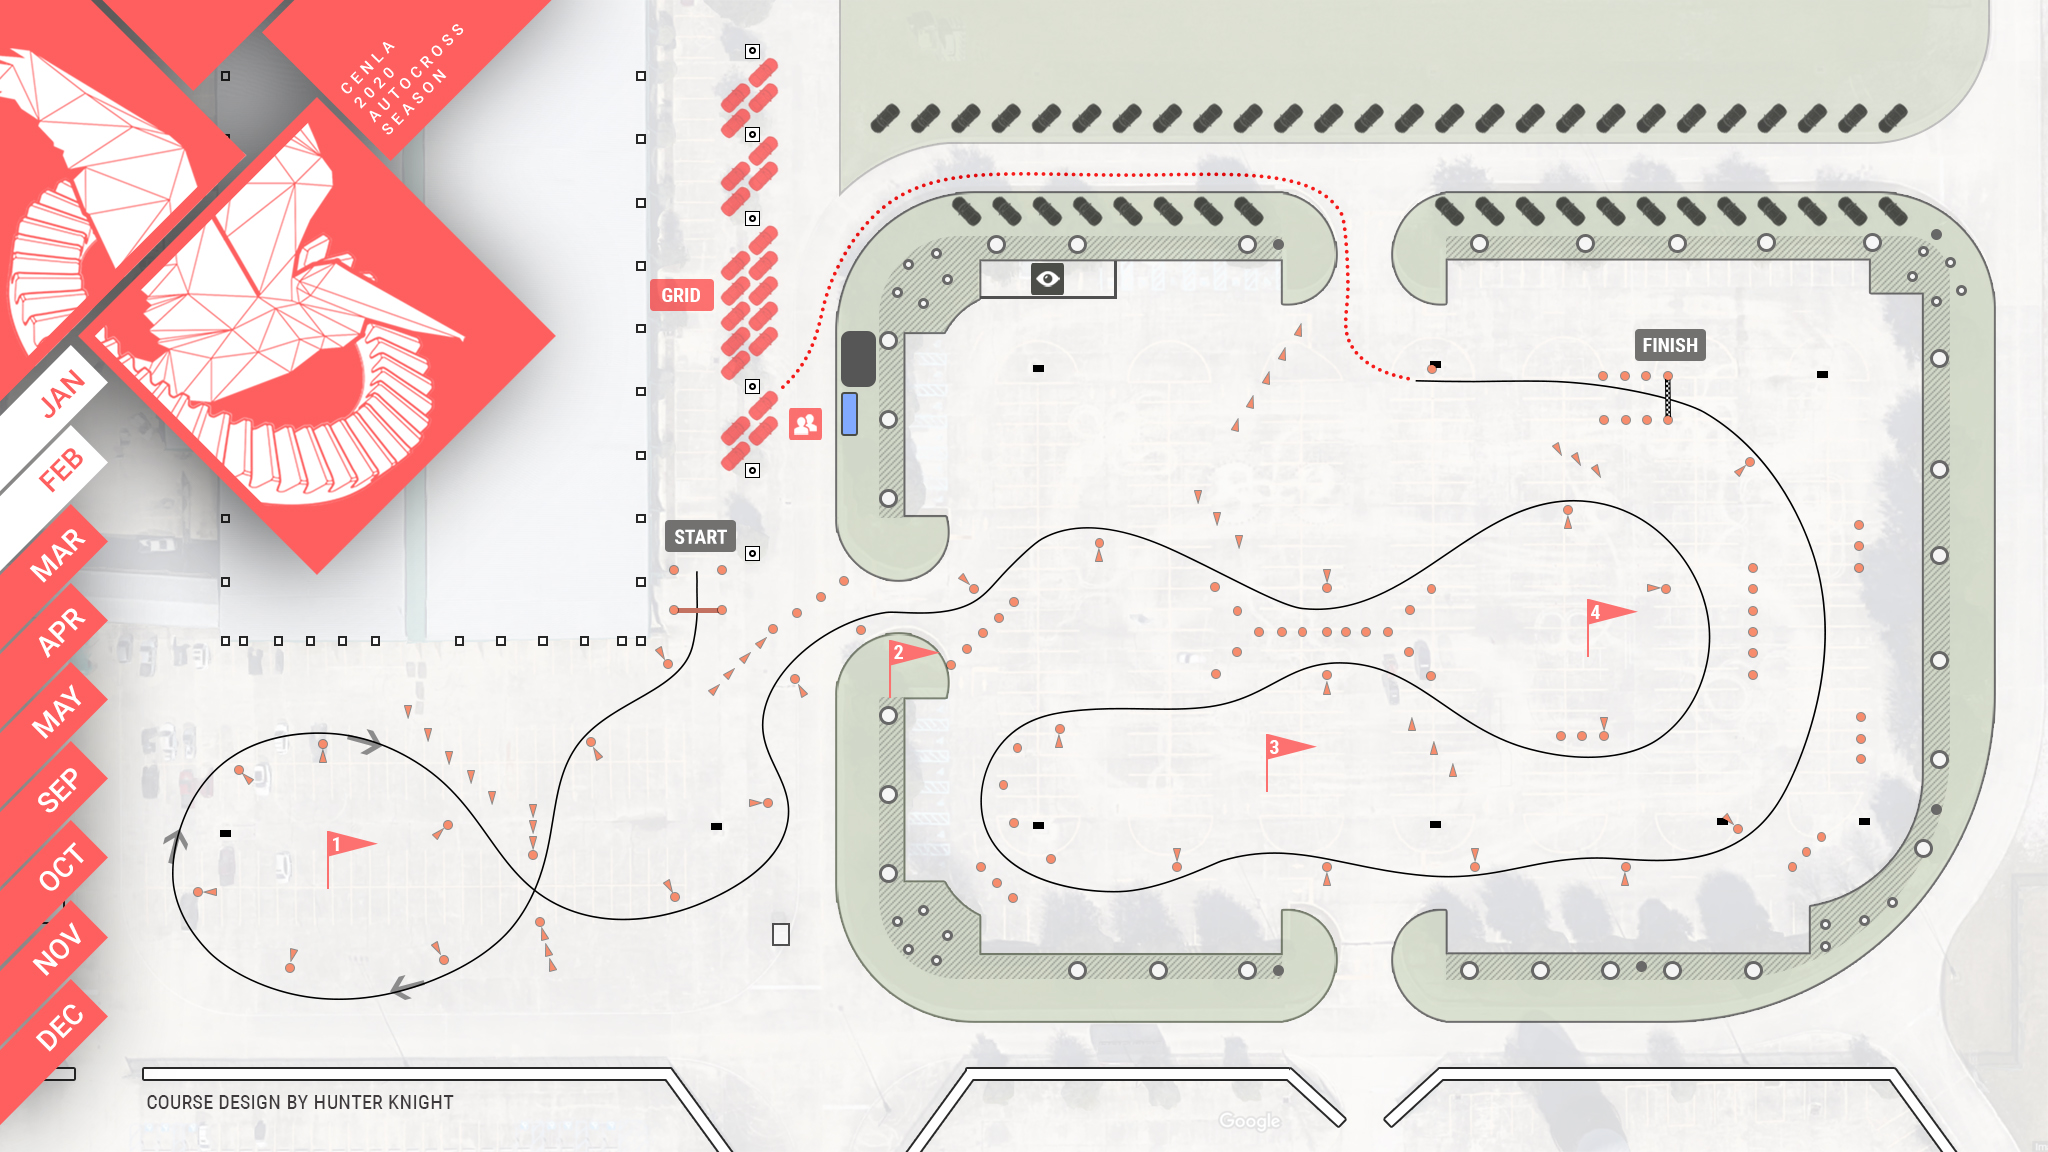 CENLA
2020
AUTOCROSS
SEASON
JAN
FEB
MAR
APR
MAY
SEP
OCT
NOV
DEC
GRID
START
FINISH
1
2
3
4
COURSE DESIGN BY HUNTER KNIGHT
Google